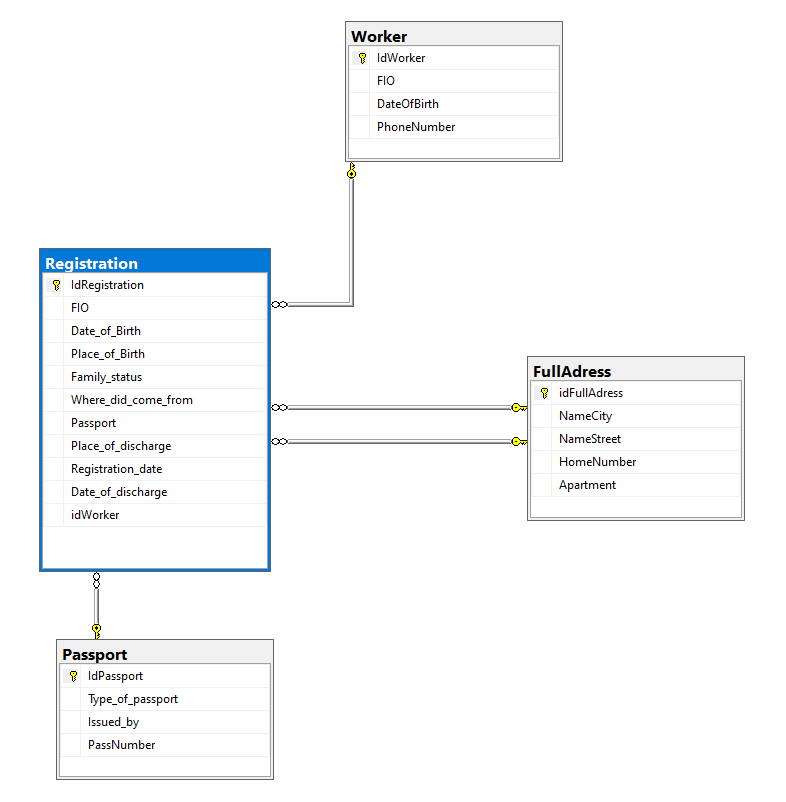 Worker
IdWorker
FIO
DateOfBirth
PhoneNumber
Registration
IdRegistration
FIO
Date_of_Birth
Place_of_Birth
Family_status
Where_did_come_from
Passport
Place_of_discharge
Registration_date
Date_of_discharge
idWorker
FullAdress
idFullAdress
NameCity
NameStreet
HomeNumber
Apartment
Passport
IdPassport
Type_of_passport
Issued_by
PassNumber